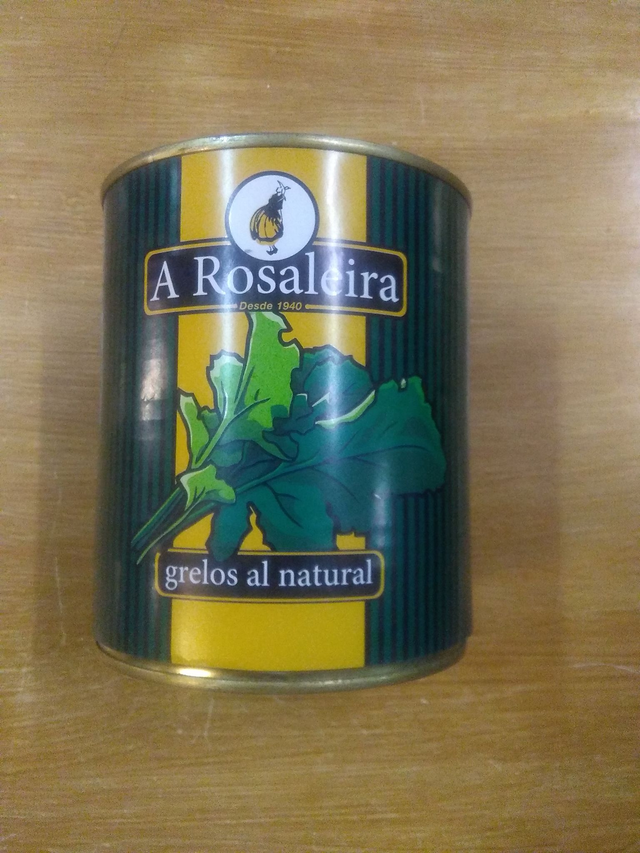 A Rosaleira
Desde 1940
grelos al natural